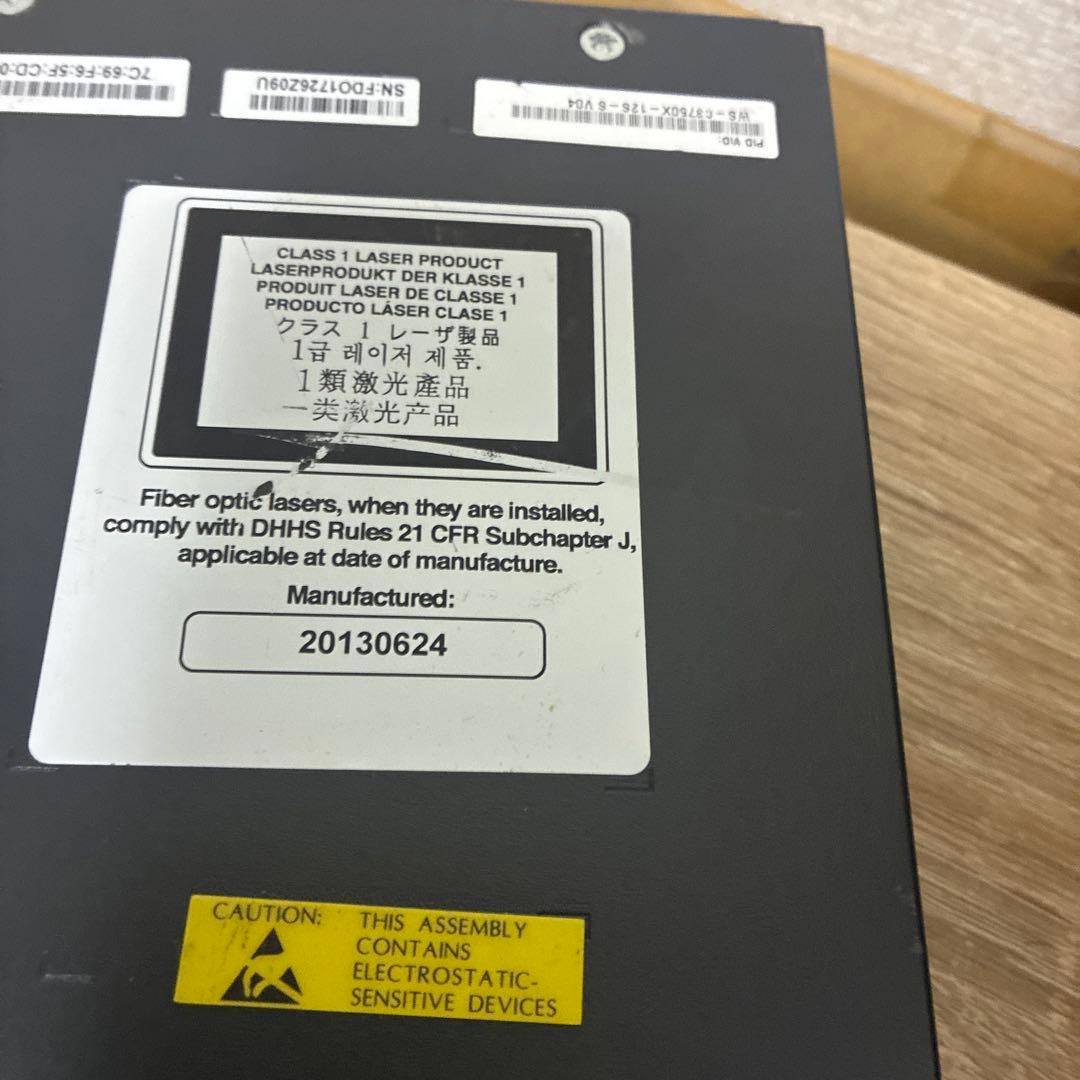 7C:69:F6:5F:CD:0
SN:FDO1726Z09U
PID VID:
WS-C3750X-12S-S V04
CLASS 1 LASER PRODUCT
LASERPRODUKT DER KLASSE 1
PRODUIT LASER DE CLASSE 1
PRODUCTO LÁSER CLASE 1
クラス 1 レーザ製品
1급 레이저 제품.
1類激光產品
一类激光产品
Fiber optic lasers, when they are installed,
comply with DHHS Rules 21 CFR Subchapter J,
applicable at date of manufacture.
Manufactured:
20130624
CAUTION: THIS ASSEMBLY
CONTAINS
ELECTROSTATIC-
SENSITIVE DEVICES